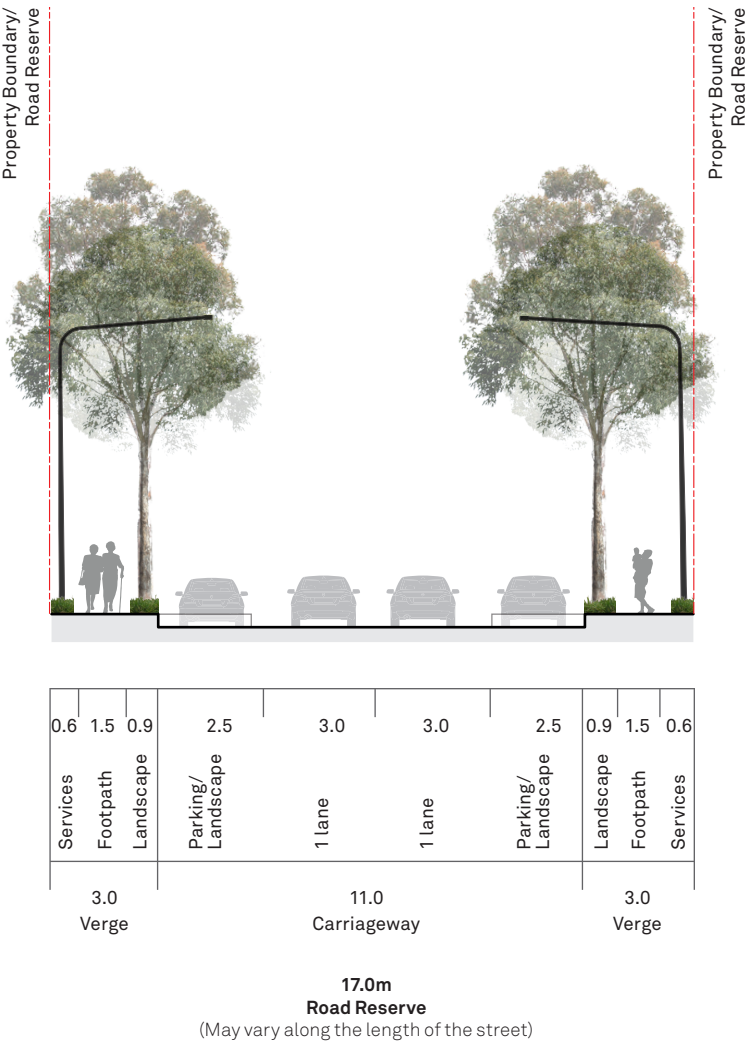 Property Boundary/
Road Reserve
Property Boundary/
Road Reserve
0.6 1.5 0.9 2.5 3.0 3.0 2.5 0.9 1.5 0.6
Services
Footpath
Landscape
Parking/
Landscape
1 lane
1 lane
Parking/
Landscape
Landscape
Footpath
Services
3.0 11.0 3.0
Verge Carriageway Verge
17.0m
Road Reserve
(May vary along the length of the street)